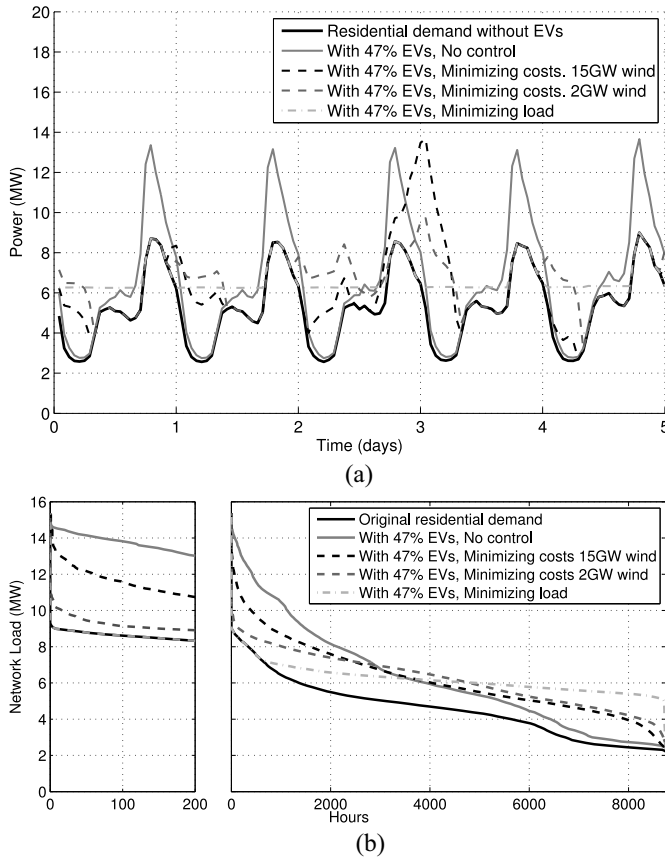 20
18
16
14
12
10
8
6
4
2
0
Power (MW)
Residential demand without EVs
With 47% EVs, No control
With 47% EVs, Minimizing costs. 15GW wind
With 47% EVs, Minimizing costs. 2GW wind
With 47% EVs, Minimizing load
0 1 2 3 4 5
Time (days)
(a)
16
14
12
10
8
6
4
2
0
Network Load (MW)
0 100 200
Original residential demand
With 47% EVs, No control
With 47% EVs, Minimizing costs 15GW wind
With 47% EVs, Minimizing costs 2GW wind
With 47% EVs, Minimizing load
0 2000 4000 6000 8000
Hours
(b)